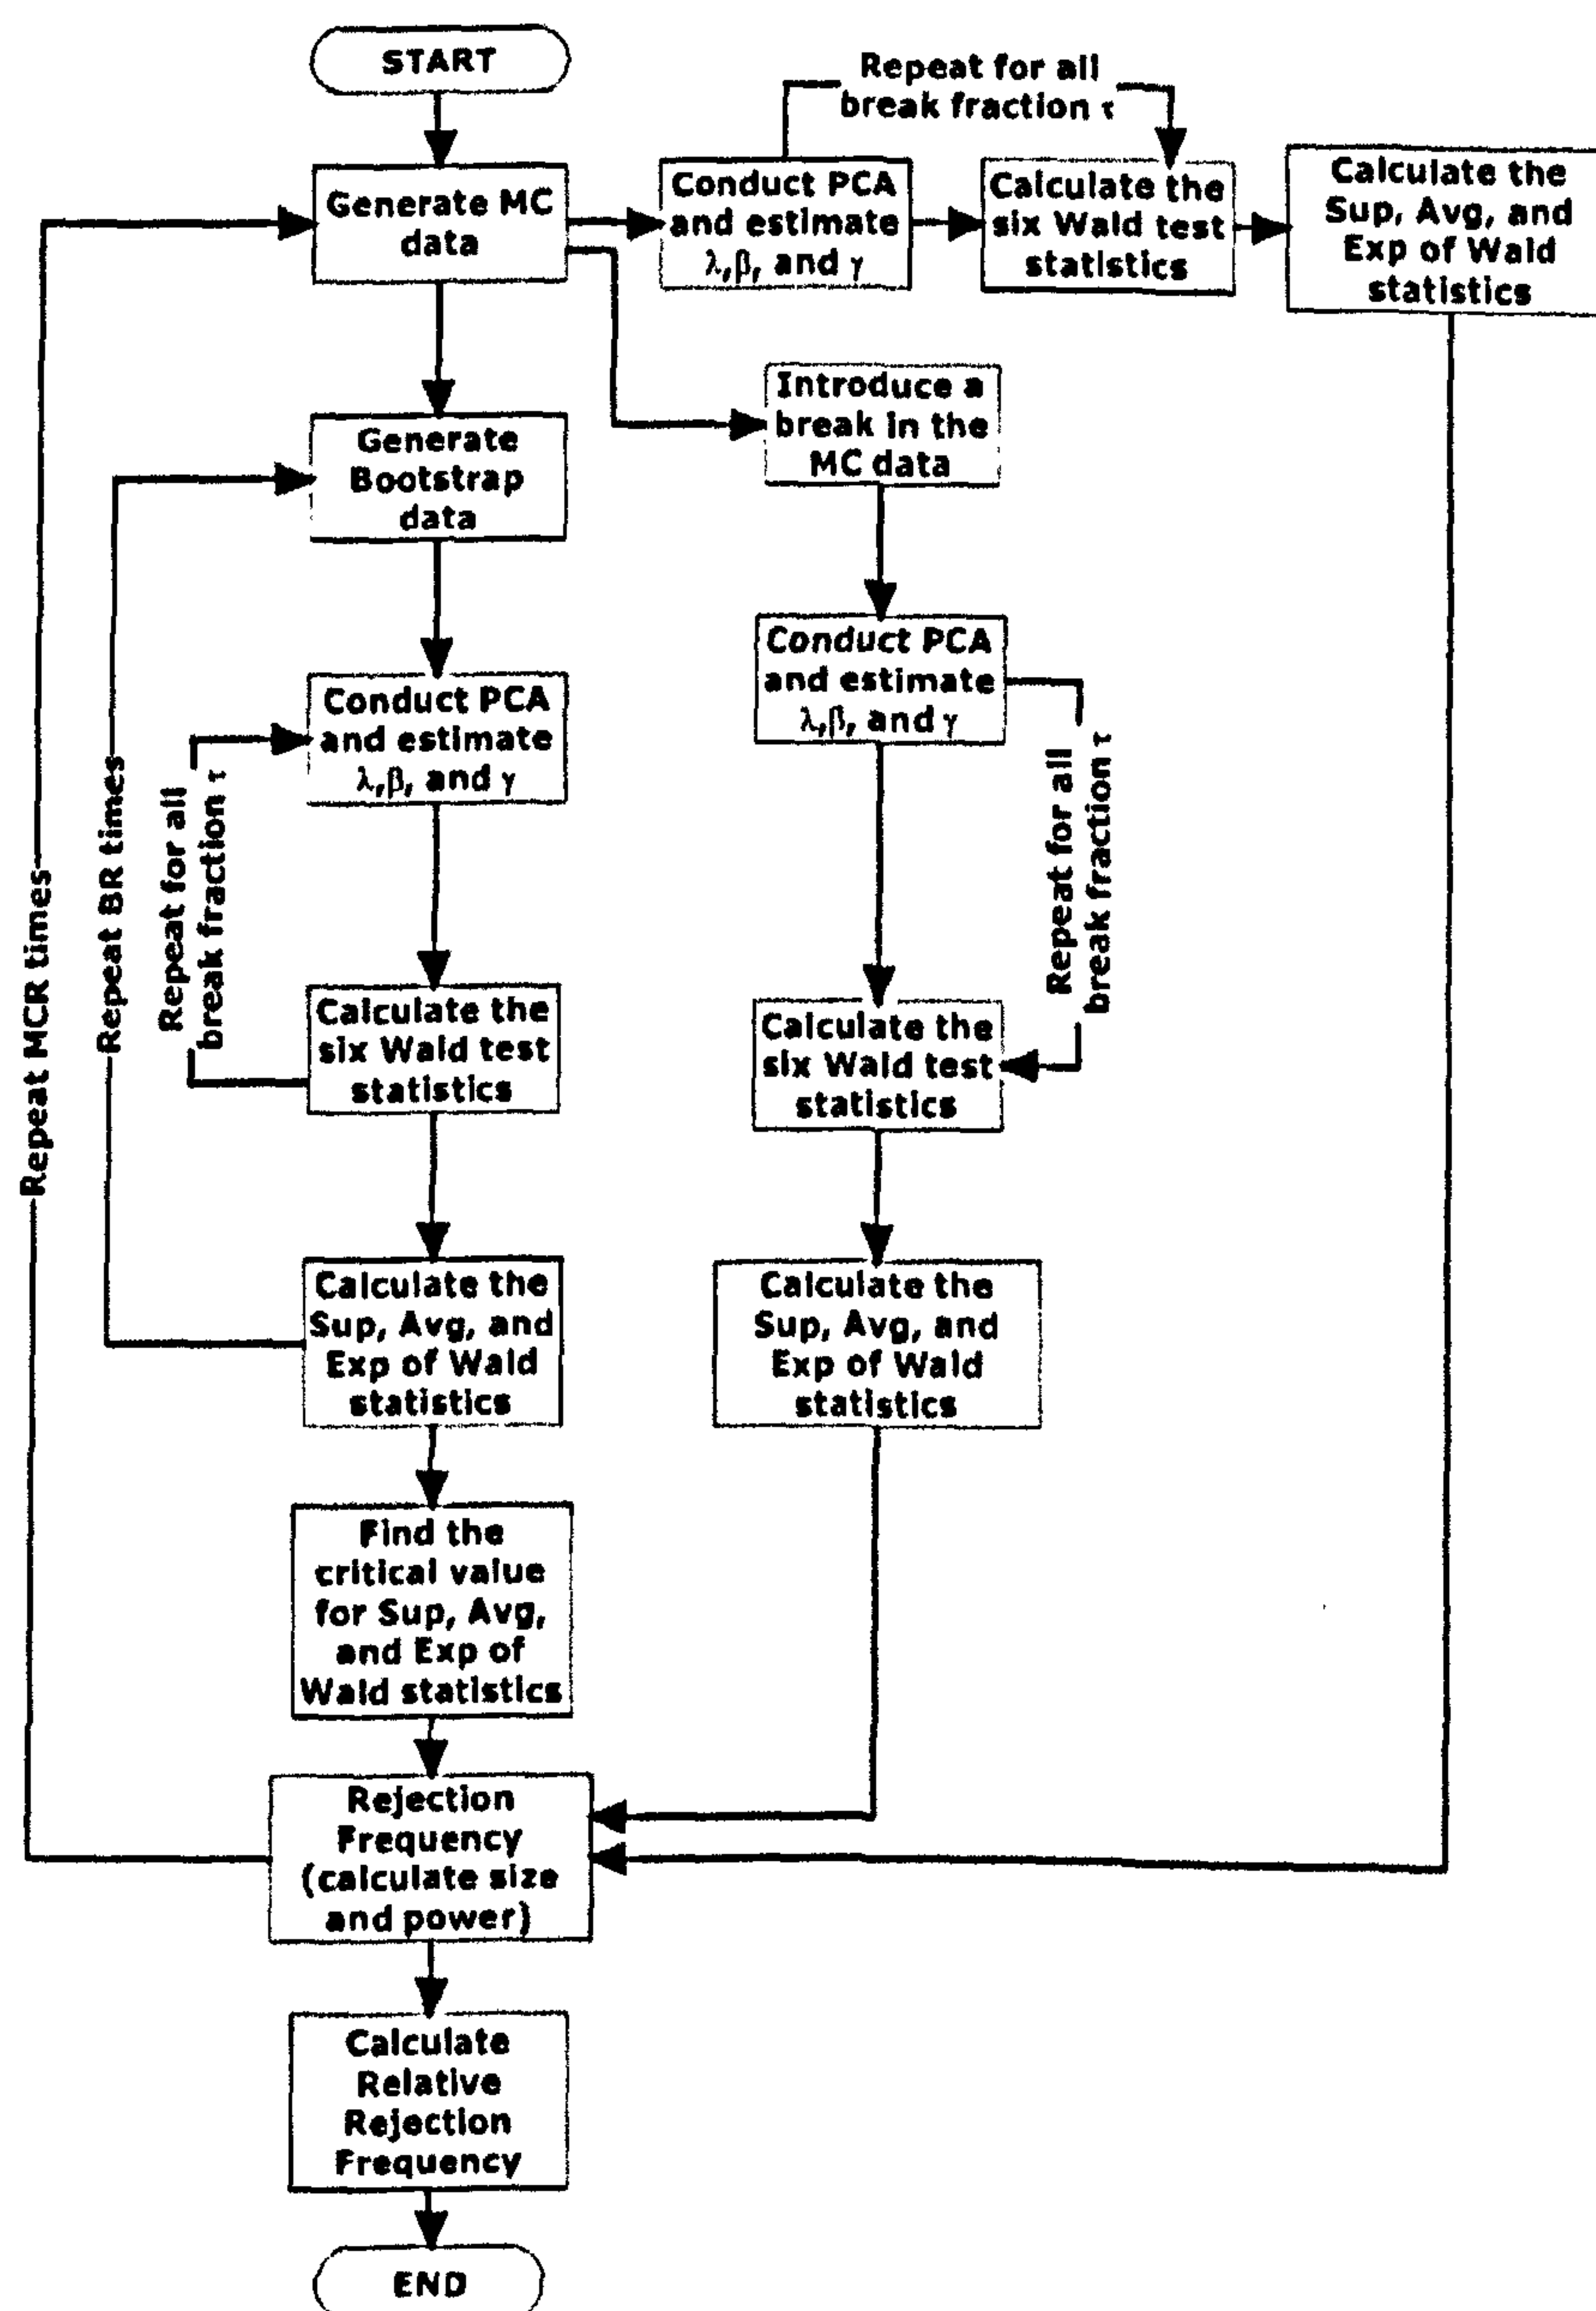 START
Repeat for all
break fraction τ
Generate MC
data
Conduct PCA
and estimate
λ,β, and γ
Calculate the
six Wald test
statistics
Calculate the
Sup, Avg, and
Exp of Wald
statistics
Introduce a
break in the
MC data
Generate
Bootstrap
data
Conduct PCA
and estimate
λ,β, and γ
Conduct PCA
and estimate
λ,β, and γ
Repeat MCR times
Repeat BR times
Repeat for all
break fraction τ
Repeat for all
break fraction τ
Calculate the
six Wald test
statistics
Calculate the
six Wald test
statistics
Calculate the
Sup, Avg, and
Exp of Wald
statistics
Calculate the
Sup, Avg, and
Exp of Wald
statistics
Find the
critical value
for Sup, Avg,
and Exp of
Wald statistics
Rejection
Frequency
(calculate size
and power)
Calculate
Relative
Rejection
Frequency
END